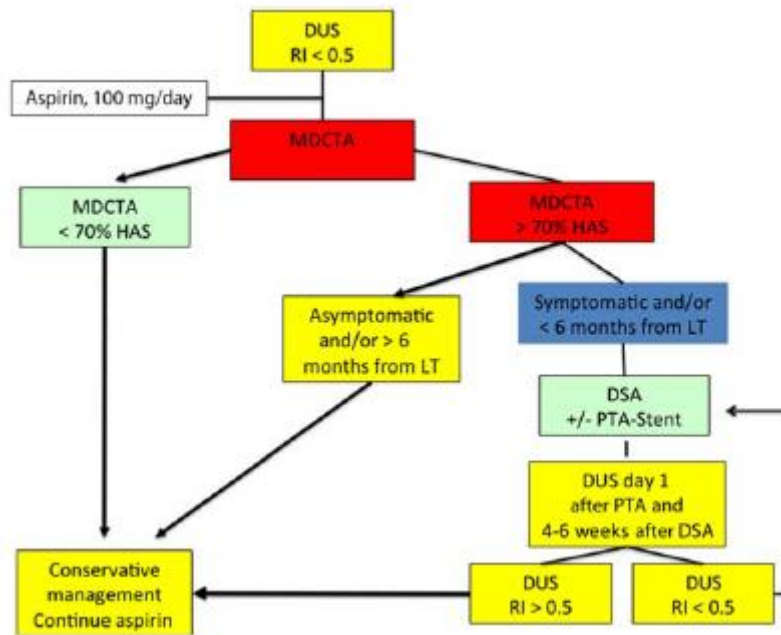 DUS
RI < 0.5
Aspirin, 100 mg/day
MDCTA
MDCTA
< 70% HAS
MDCTA
> 70% HAS
Asymptomatic
and/or > 6
months from LT
Symptomatic and/or
< 6 months from LT
DSA
+/- PTA-Stent
DUS day 1
after PTA and
4-6 weeks after DSA
Conservative
management
Continue aspirin
DUS
RI > 0.5
DUS
RI < 0.5